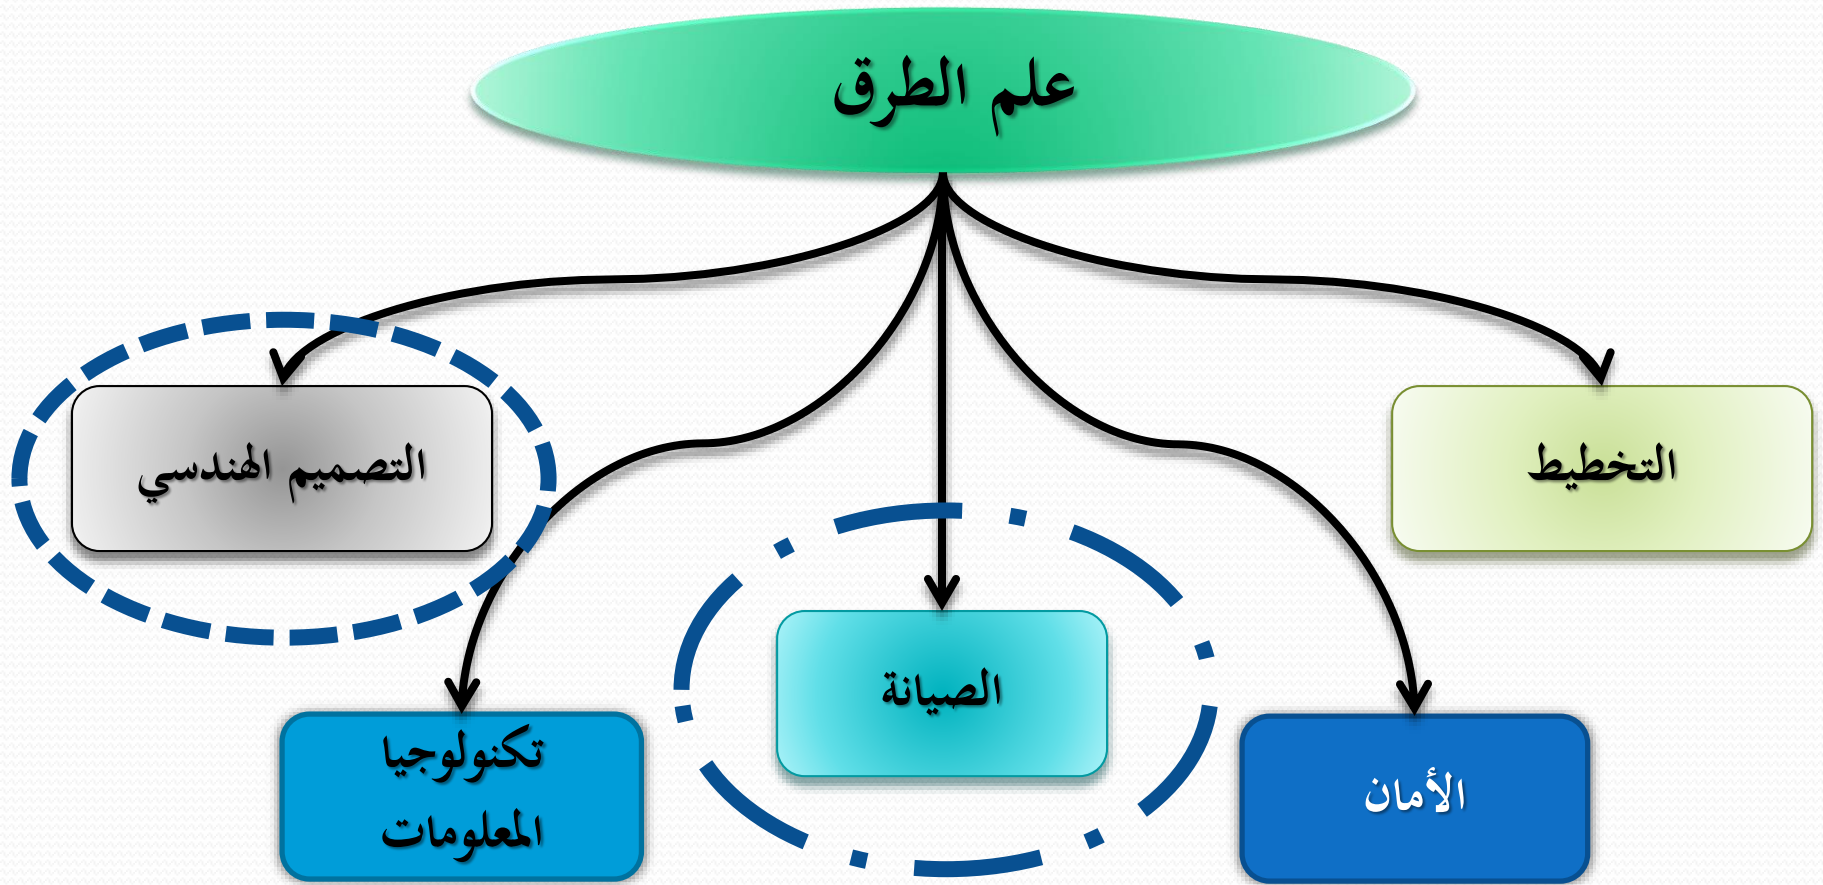 علم الطرق
التخطيط
التصميم الهندسي
الصيانة
الأمان
تكنولوجيا
المعلومات